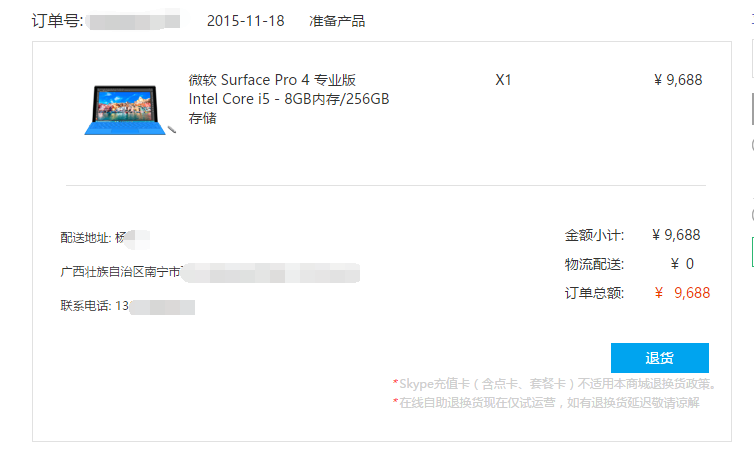 订单号: 2015-11-18 准备产品
微软 Surface Pro 4 专业版 X1 ¥ 9,688
Intel Core i5 - 8GB内存/256GB
存储
配送地址: 杨
金额小计: ¥ 9,688
广西壮族自治区南宁市
物流配送: ¥ 0
订单总额: ¥ 9,688
联系电话: 13
退货
*Skype充值卡（含点卡、套餐卡）不适用本商城退换货政策。
*在线自助退换货现在仅试运营，如有退换货延迟敬请谅解